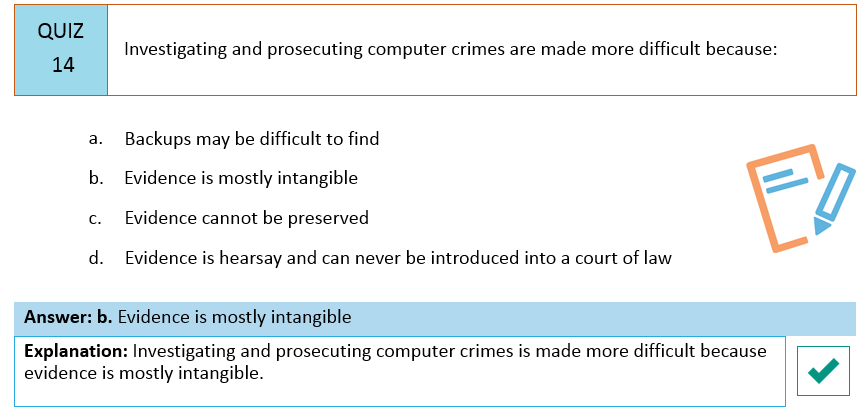 QUIZ
14
Investigating and prosecuting computer crimes are made more difficult because:
a. Backups may be difficult to find
b. Evidence is mostly intangible
c. Evidence cannot be preserved
d. Evidence is hearsay and can never be introduced into a court of law
Answer: b. Evidence is mostly intangible
Explanation: Investigating and prosecuting computer crimes is made more difficult because
evidence is mostly intangible.